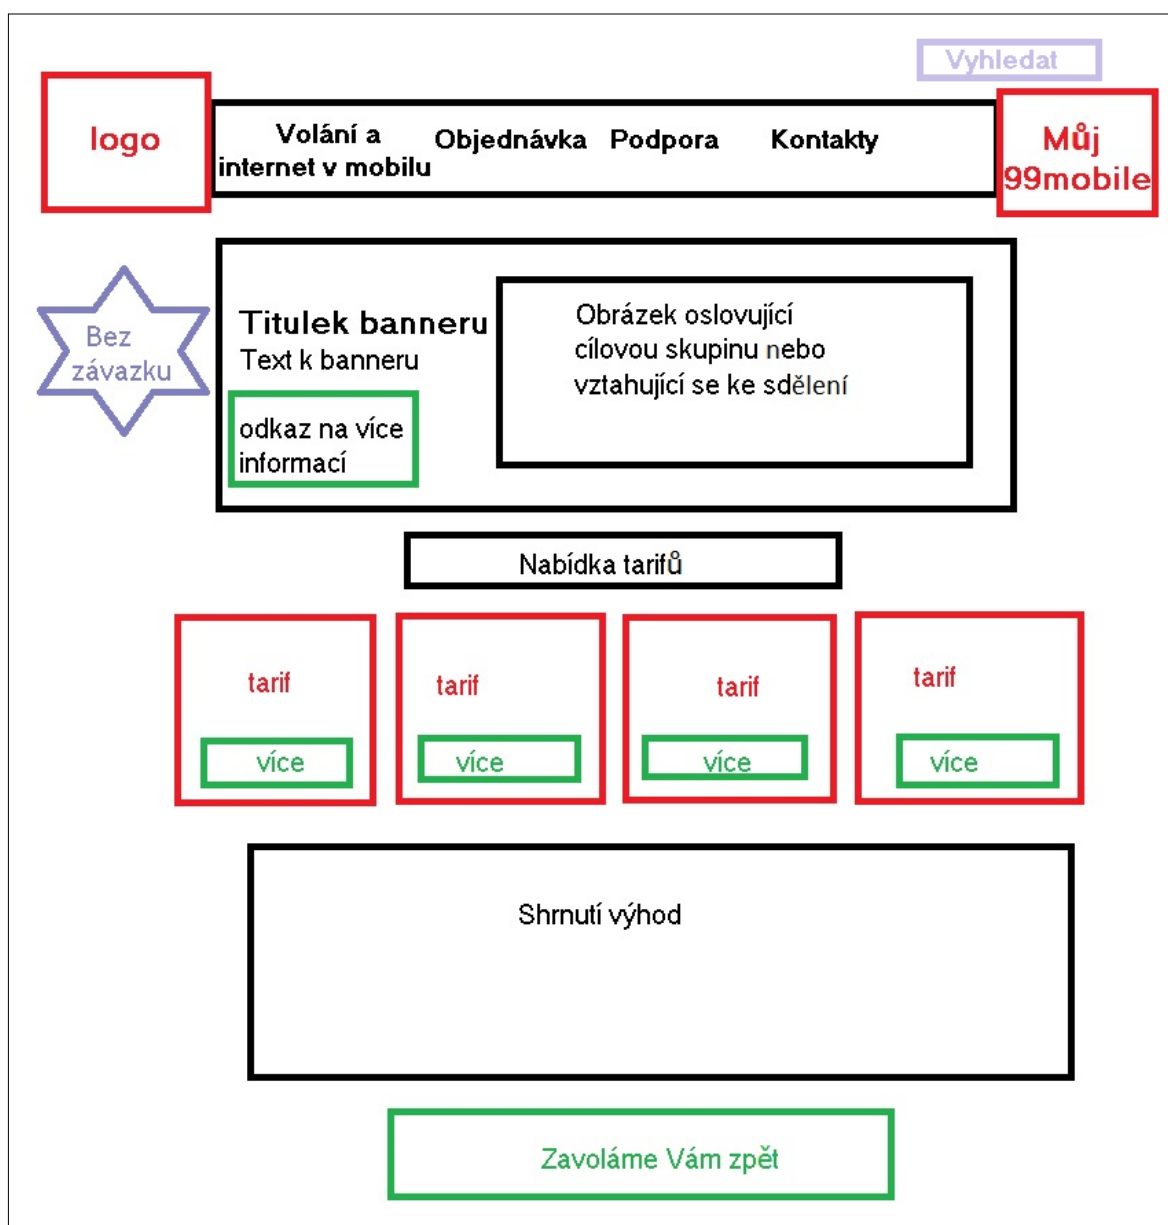 Vyhledat
logo
Volání a
internet v mobilu
Objednávka
Podpora
Kontakty
Můj
99mobile
Bez
závazku
Titulek banneru
Text k banneru
odkaz na více
informací
Obrázek oslovující
cílovou skupinu nebo
vztahující se ke sdělení
Nabídka tarifů
tarif
více
tarif
více
tarif
více
tarif
více
Shrnutí výhod
Zavoláme Vám zpět